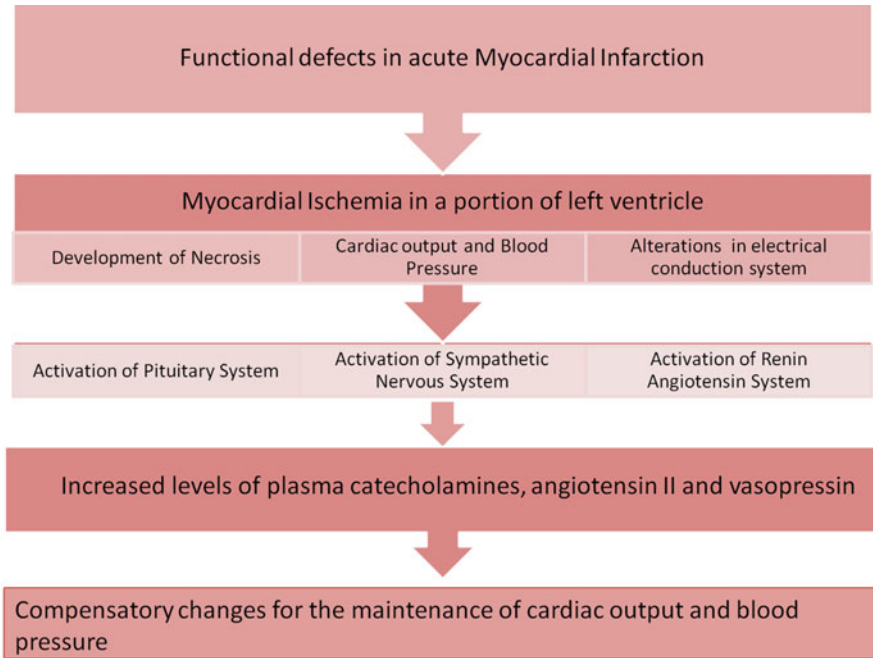 Functional defects in acute Myocardial Infarction
Myocardial Ischemia in a portion of left ventricle
Development of Necrosis
Cardiac output and Blood
Pressure
Alterations in electrical
conduction system
Activation of Pituitary System
Activation of Sympathetic
Nervous System
Activation of Renin
Angiotensin System
Increased levels of plasma catecholamines, angiotensin II and vasopressin
Compensatory changes for the maintenance of cardiac output and blood
pressure